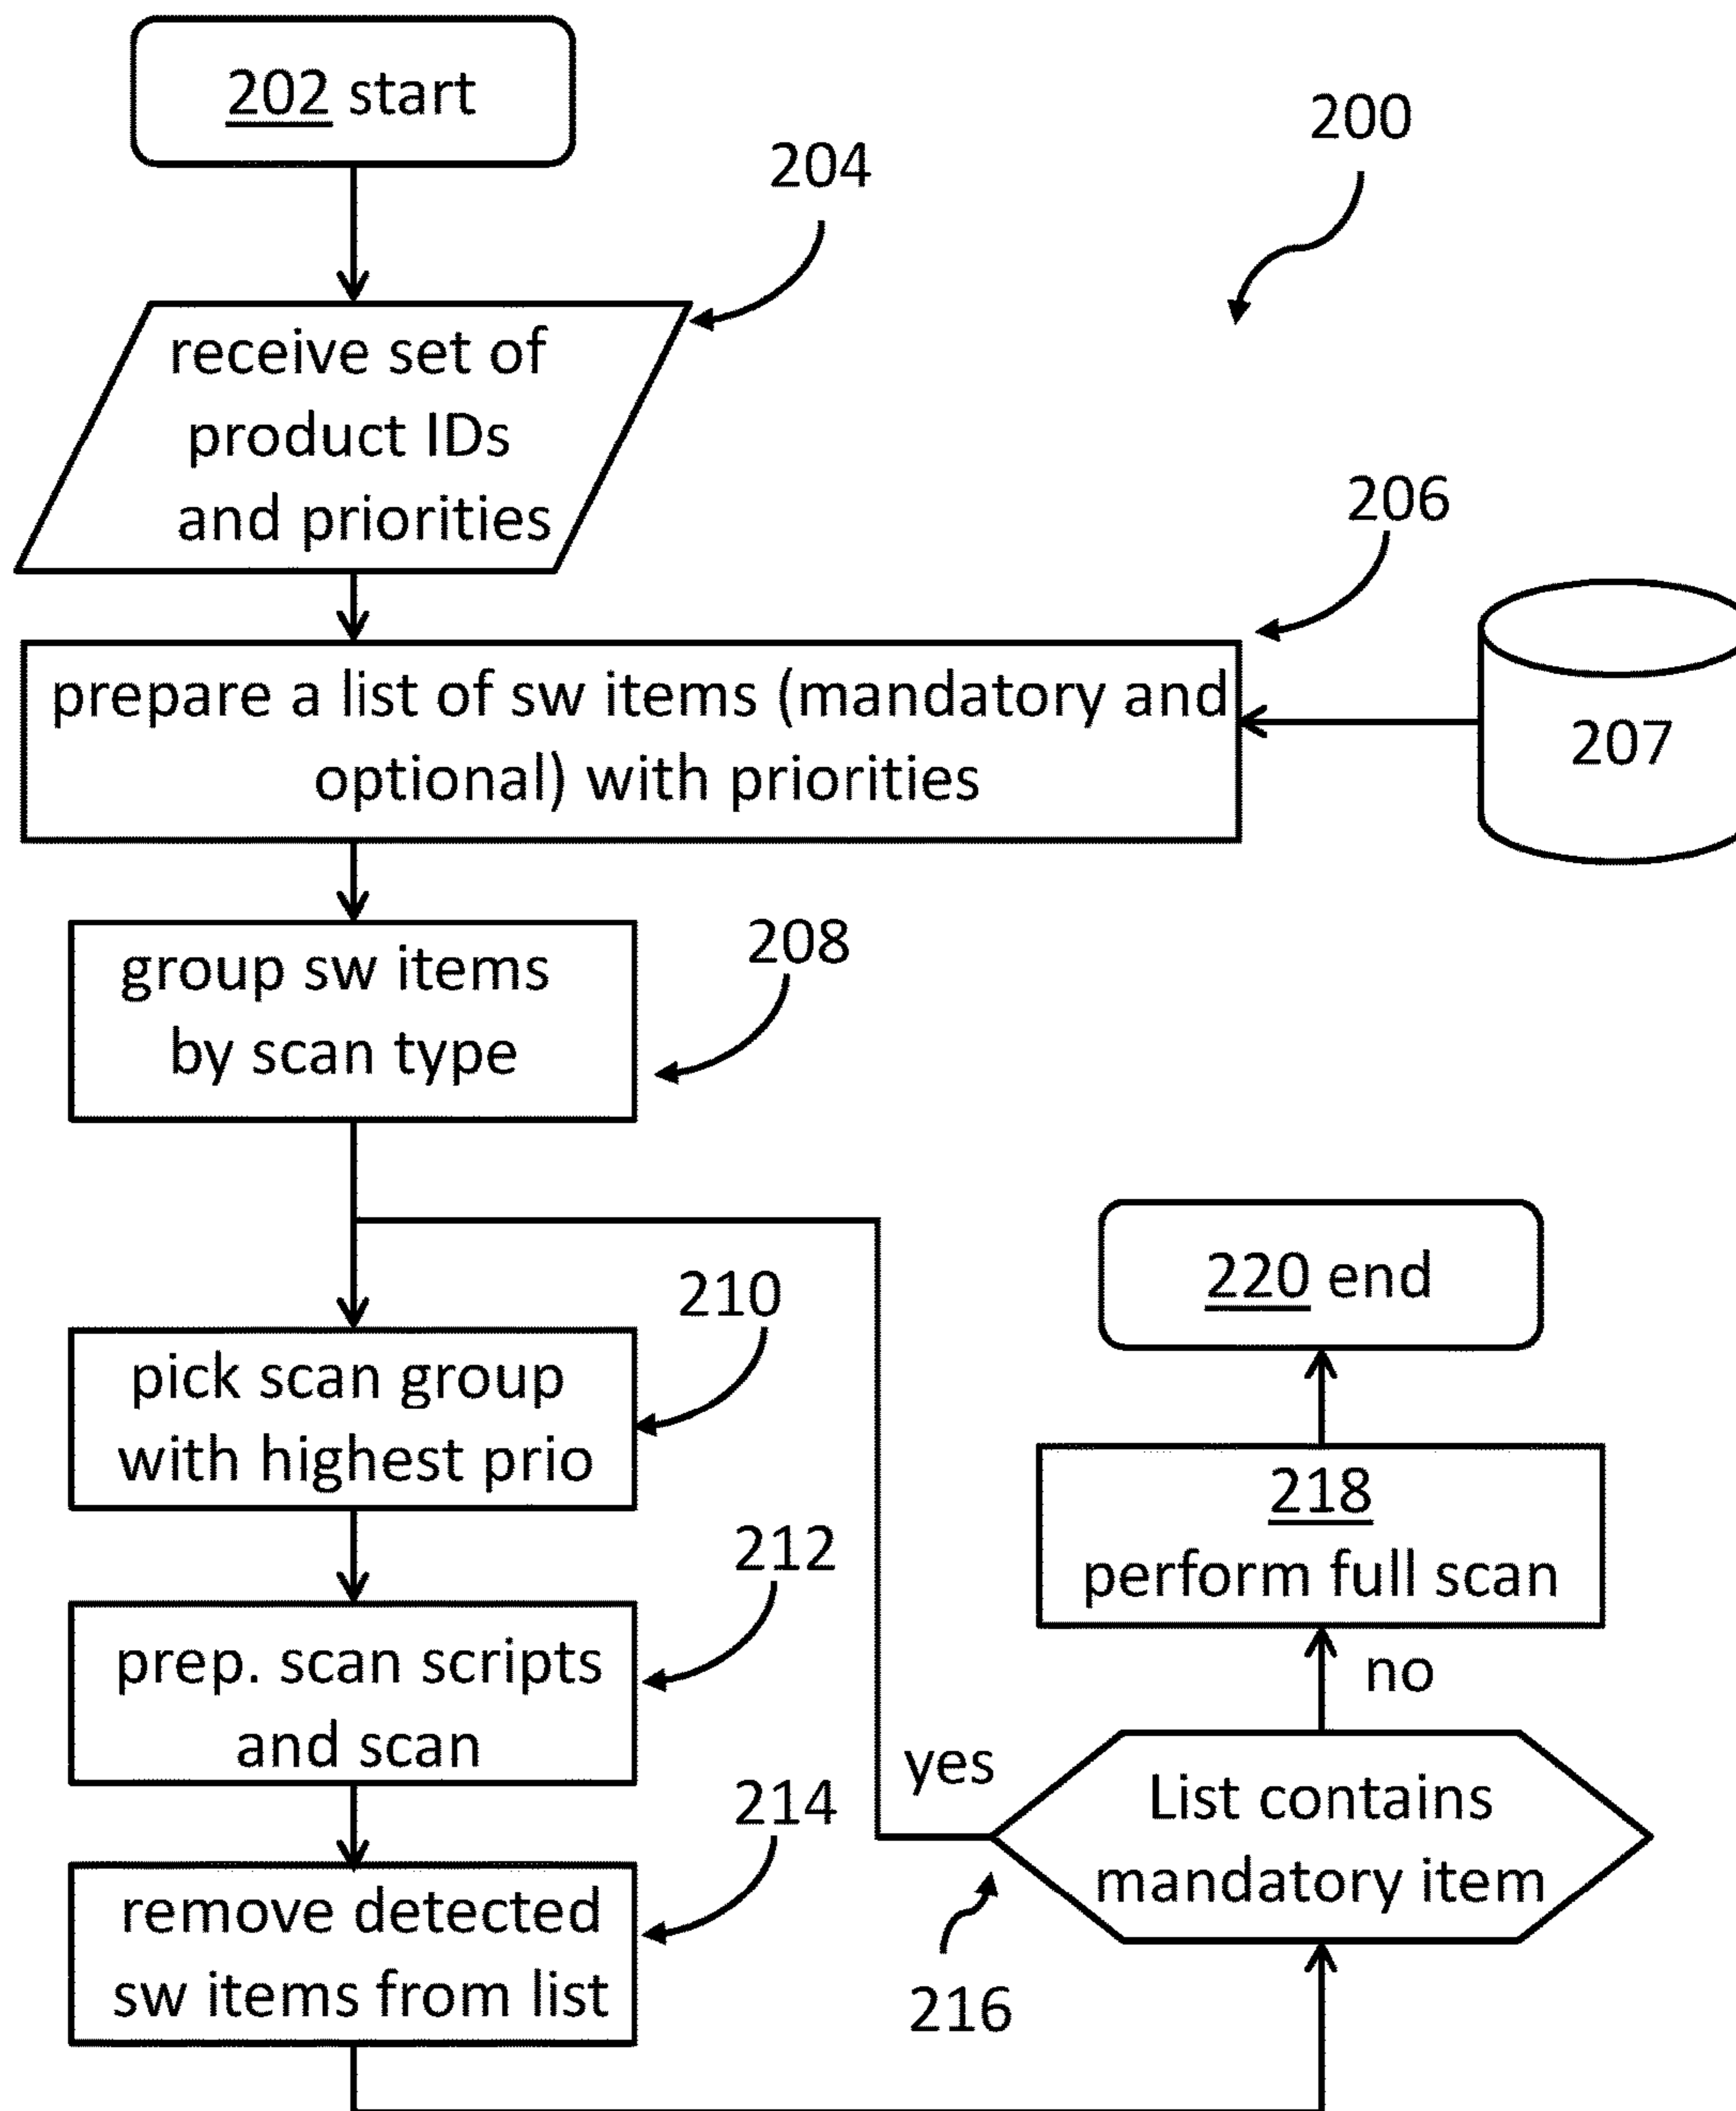 202 start
200
204
receive set of
product IDs
and priorities
206
prepare a list of sw items (mandatory and
optional) with priorities
207
208
group sw items
by scan type
210
pick scan group
with highest prio
220 end
218
perform full scan
212
prep. scan scripts
and scan
no
yes
List contains
mandatory item
214
remove detected
sw items from list
216